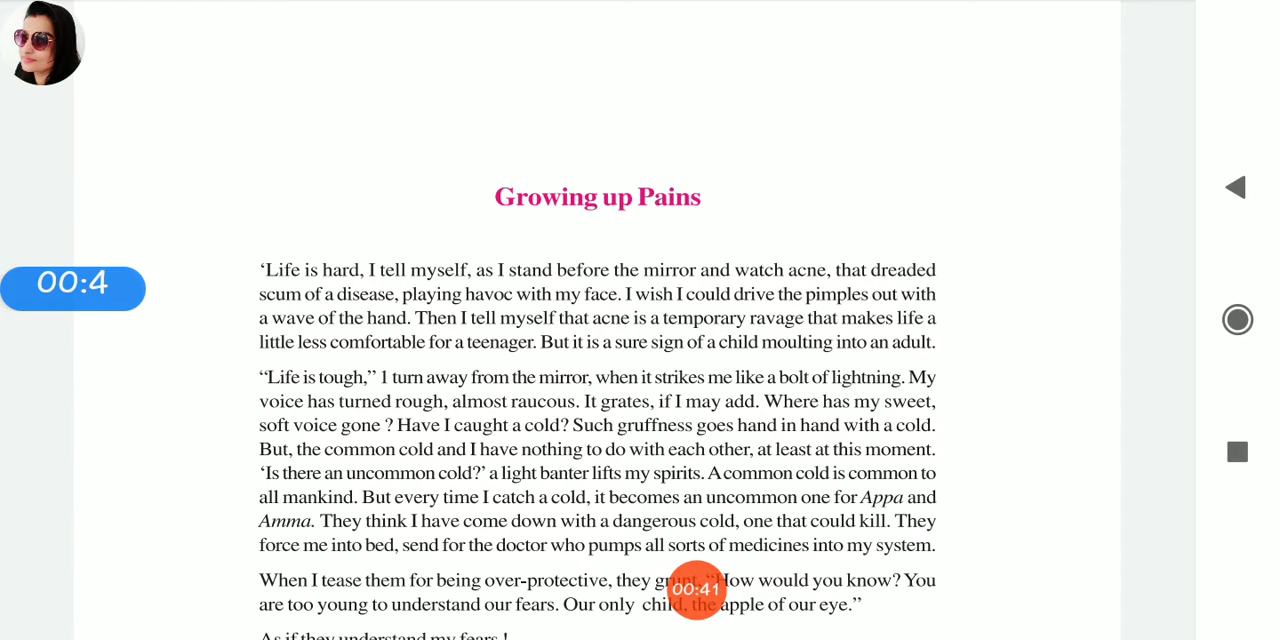 Growing up Pains
00:4
‘Life is hard, I tell myself, as I stand before the mirror and watch acne, that dreaded
scum of a disease, playing havoc with my face. I wish I could drive the pimples out with
a wave of the hand. Then I tell myself that acne is a temporary ravage that makes life a
little less comfortable for a teenager. But it is a sure sign of a child moulting into an adult.
“Life is tough,” 1 turn away from the mirror, when it strikes me like a bolt of lightning. My
voice has turned rough, almost raucous. It grates, if I may add. Where has my sweet,
soft voice gone ? Have I caught a cold? Such gruffness goes hand in hand with a cold.
But, the common cold and I have nothing to do with each other, at least at this moment.
‘Is there an uncommon cold?’ a light banter lifts my spirits. A common cold is common to
all mankind. But every time I catch a cold, it becomes an uncommon one for Appa and
Amma. They think I have come down with a dangerous cold, one that could kill. They
force me into bed, send for the doctor who pumps all sorts of medicines into my system.
When I tease them for being over-protective, they grunt, “How would you know? You
are too young to understand our fears. Our only child, the apple of our eye.”
00:41
As if they understand my fears !